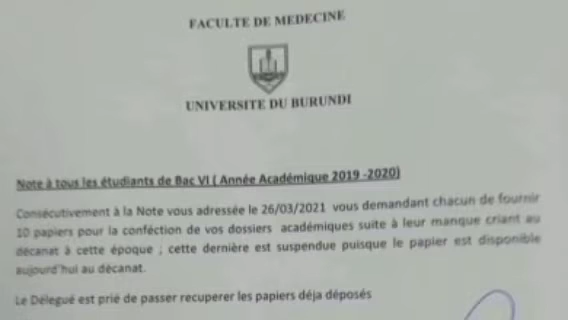 FACULTE DE MEDECINE
UNIVERSITE DU BURUNDI
Note à tous les étudiants de Bac VI ( Année Académique 2019 -2020)
Consécutivement à la Note vous adressée le 26/03/2021 vous demandant chacun de fournir
10 papiers pour la conféction de vos dossiers académiques suite à leur manque criant au
décanat à cette époque ; cette dernière est suspendue puisque le papier est disponible
aujourd'hui au décanat.
Le Délegué est prié de passer recuperer les papiers déja déposés